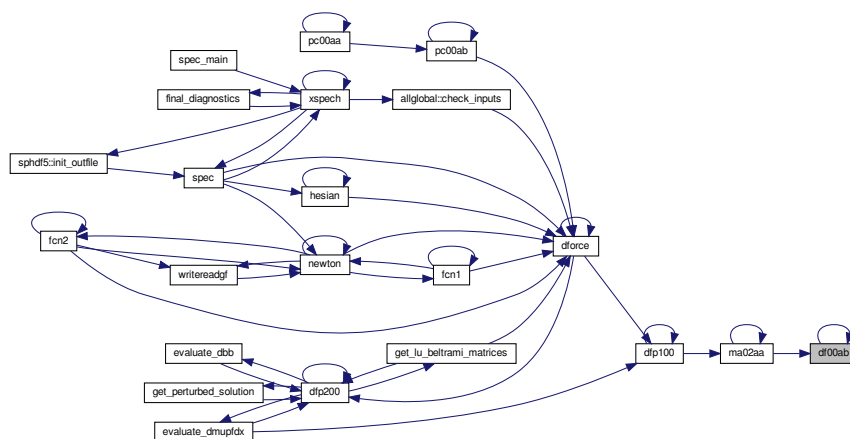 pc00aa
pc00ab
spec_main
final_diagnostics
xspech
allglobal::check_inputs
sphdf5::init_outfile
spec
hesian
fcn2
dforce
newton
writereadgf
fcn1
evaluate_dbb
get_lu_beltrami_matrices
dfp100
ma02aa
df00ab
get_perturbed_solution
dfp200
evaluate_dmupfdx